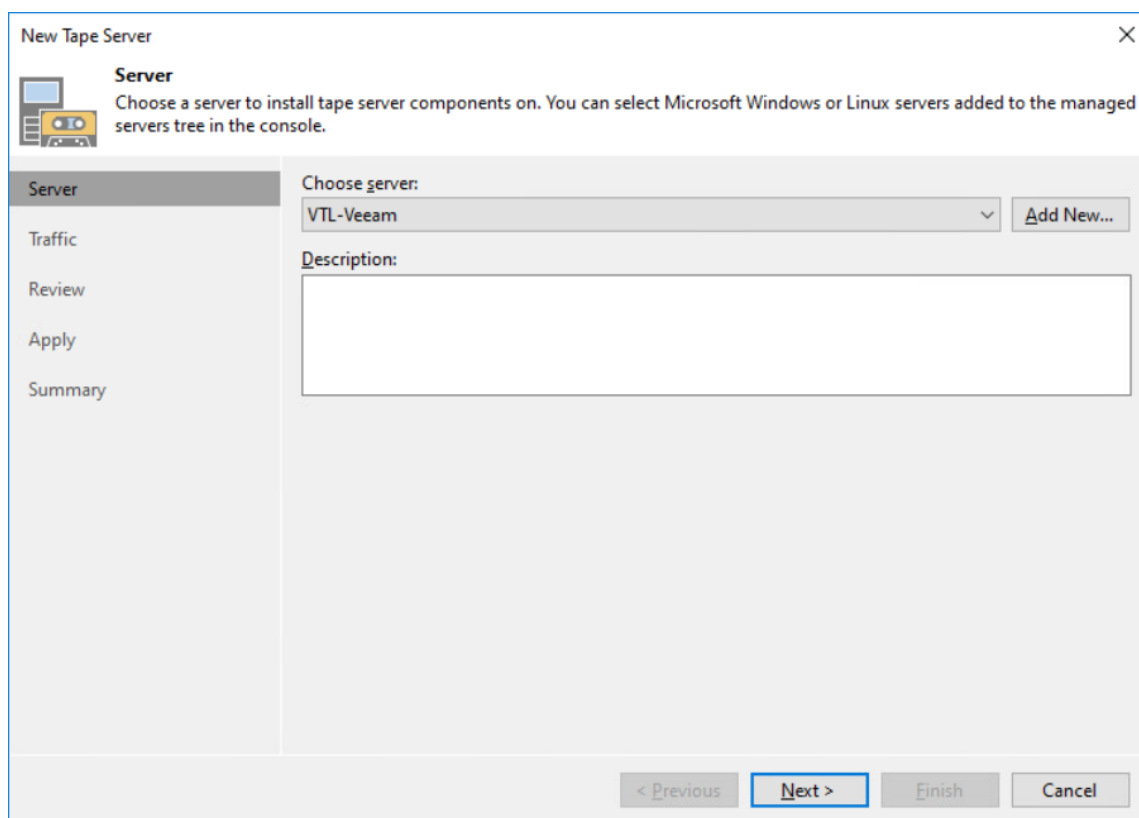 New Tape Server
Server
Choose a server to install tape server components on. You can select Microsoft Windows or Linux servers added to the managed
servers tree in the console.
Server
Traffic
Review
Apply
Summary
Choose server:
VTL-Veeam
Add New...
Description:
< Previous
Next >
Finish
Cancel